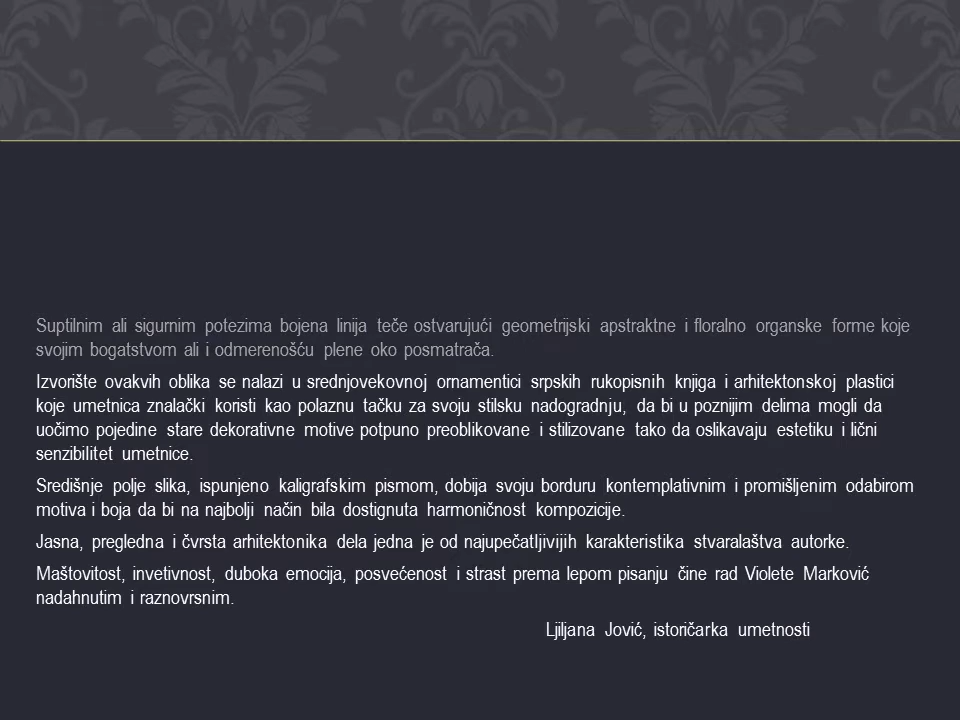 Suptilnim ali sigurnim potezima bojena linija teče ostvarujući geometrijski apstraktne i floralno organske forme koje
svojim bogatstvom ali i odmerenošću plene oko posmatrača.
Izvorište ovakvih oblika se nalazi u srednjovekovnoj ornamentici srpskih rukopisnih knjiga i arhitektonskoj plastici
koje umetnica znalački koristi kao polaznu tačku za svoju stilsku nadogradnju, da bi u poznijim delima mogli da
uočimo pojedine stare dekorativne motive potpuno preoblikovane i stilizovane tako da oslikavaju estetiku i lični
senzibilitet umetnice.
Središnje polje slika, ispunjeno kaligrafskim pismom, dobija svoju borduru kontemplativnim i promišljenim odabirom
motiva i boja da bi na najbolji način bila dostignuta harmoničnost kompozicije.
Jasna, pregledna i čvrsta arhitektonika dela jedna je od najupečatljivijih karakteristika stvaralaštva autorke.
Maštovitost, invetivnost, duboka emocija, posvećenost i strast prema lepom pisanju čine rad Violete Marković
nadahnutim i raznovrsnim.
Ljiljana Jović, istoričarka umetnosti